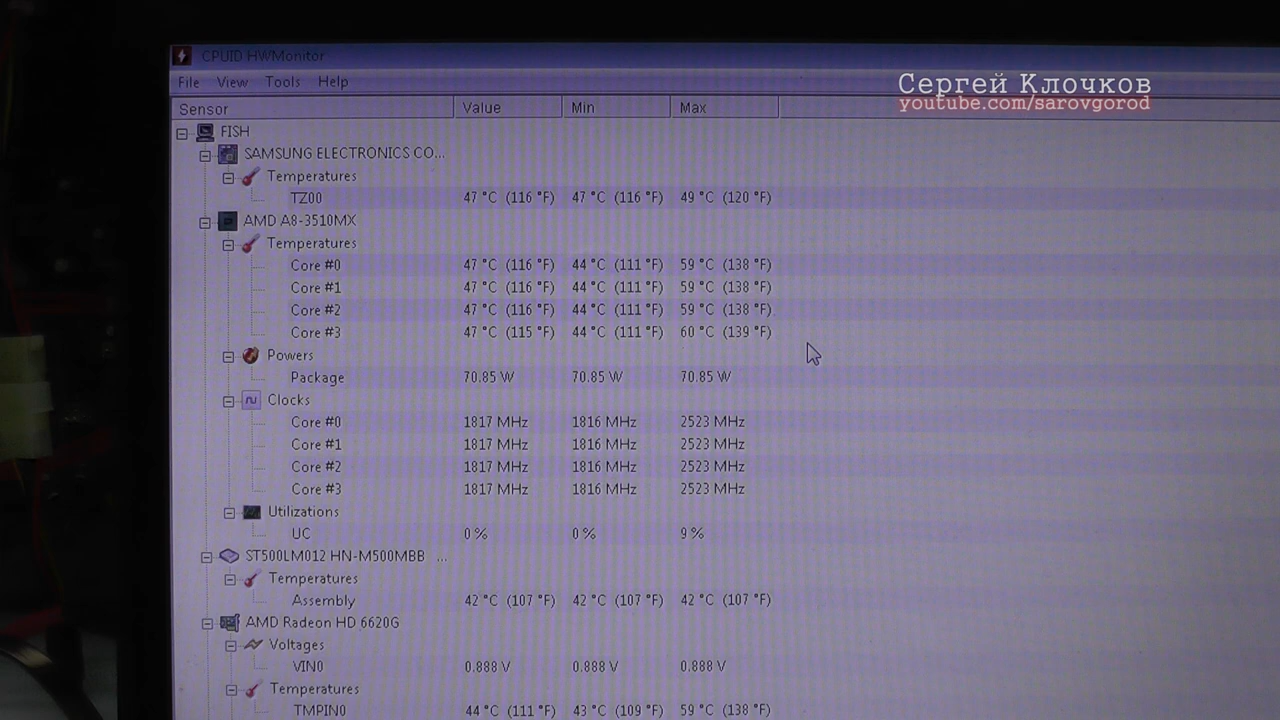 CPUID HWMonitor
File View Tools Help
Сергей Клочков
youtube.com/sarovgorod
Sensor Value Min Max
FISH
SAMSUNG ELECTRONICS CO...
Temperatures
TZ00 47 °C (116 °F) 47 °C (116 °F) 49 °C (120 °F)
AMD A8-3510MX
Temperatures
Core #0 47 °C (116 °F) 44 °C (111 °F) 59 °C (138 °F)
Core #1 47 °C (116 °F) 44 °C (111 °F) 59 °C (138 °F)
Core #2 47 °C (116 °F) 44 °C (111 °F) 59 °C (138 °F)
Core #3 47 °C (115 °F) 44 °C (111 °F) 60 °C (139 °F)
Powers
Package 70.85 W 70.85 W 70.85 W
Clocks
Core #0 1817 MHz 1816 MHz 2523 MHz
Core #1 1817 MHz 1816 MHz 2523 MHz
Core #2 1817 MHz 1816 MHz 2523 MHz
Core #3 1817 MHz 1816 MHz 2523 MHz
Utilizations
UC 0 % 0 % 9 %
ST500LM012 HN-M500MBB ...
Temperatures
Assembly 42 °C (107 °F) 42 °C (107 °F) 42 °C (107 °F)
AMD Radeon HD 6620G
Voltages
VIN0 0.888 V 0.888 V 0.888 V
Temperatures
TMPIN0 44 °C (111 °F) 43 °C (109 °F) 59 °C (138 °F)